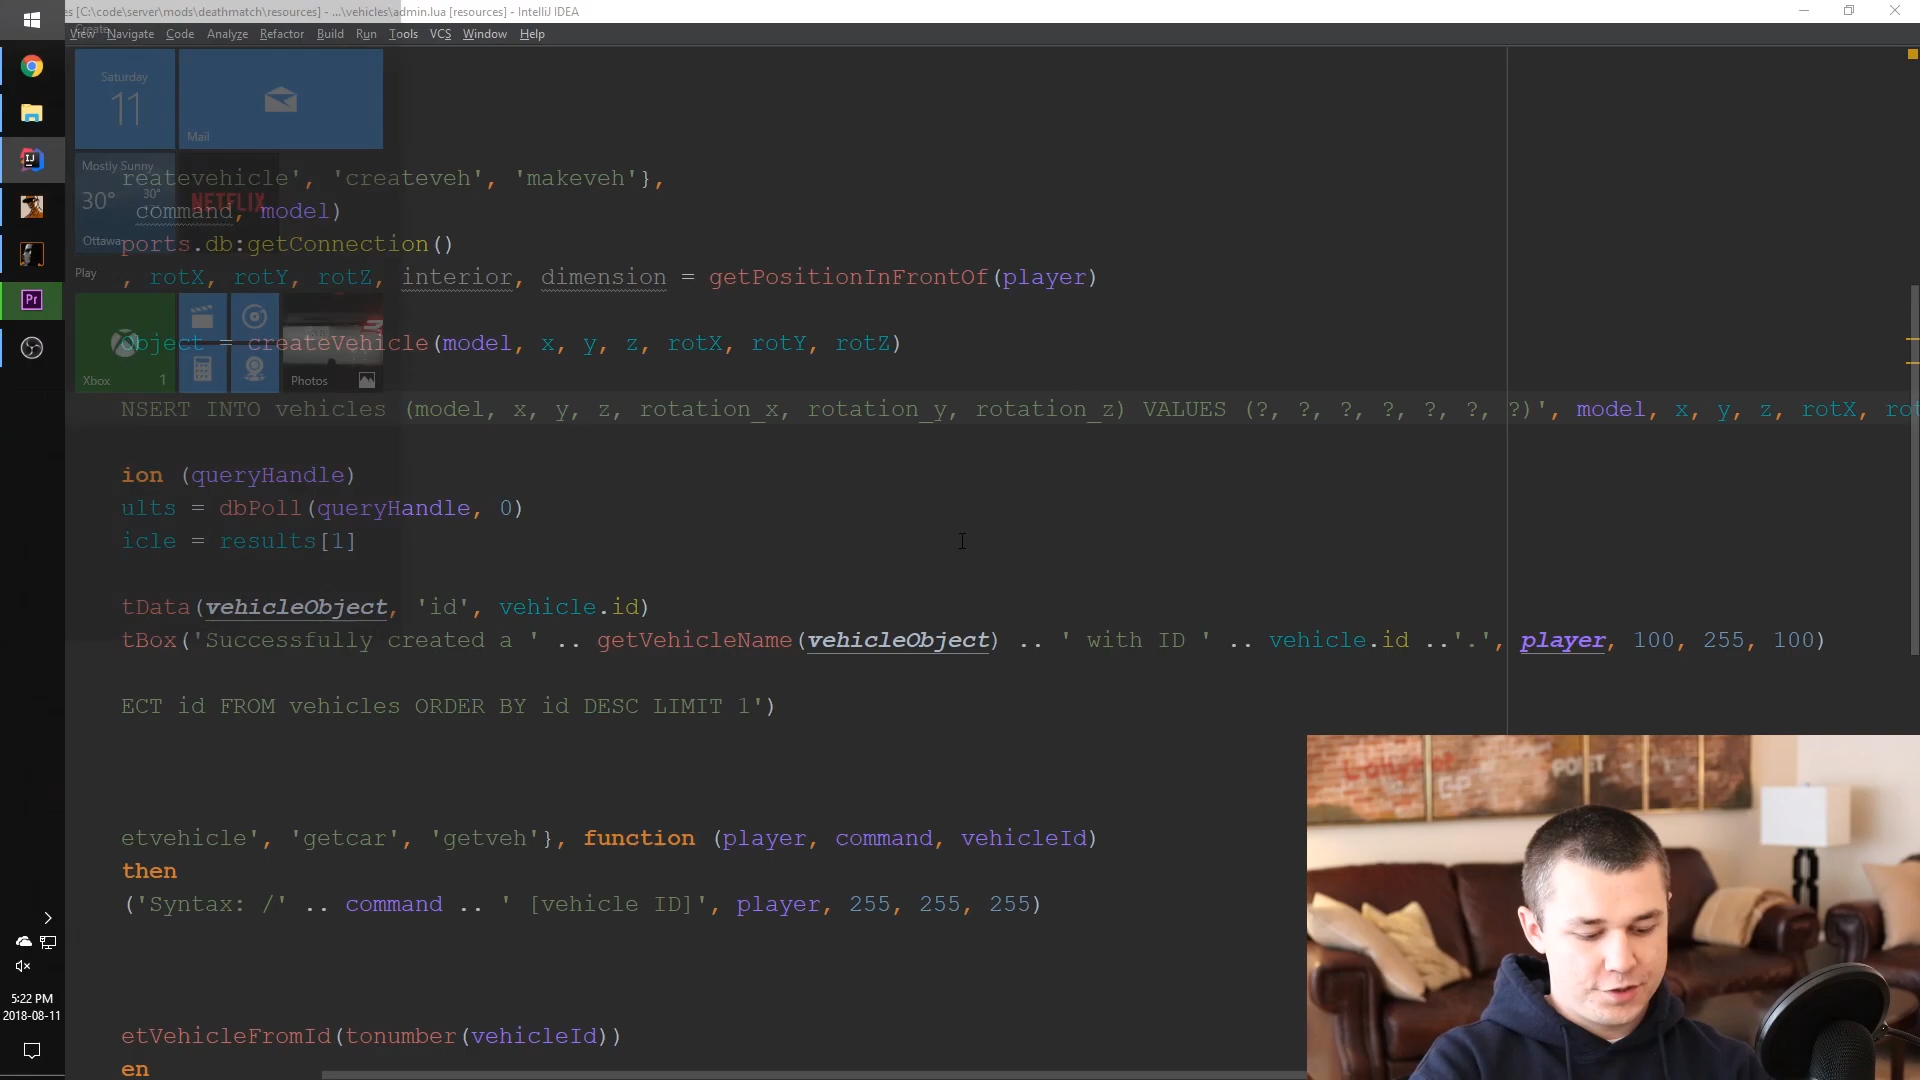 es [C:\code\server\mods\deathmatch\resources] - ...\vehicles\admin.lua [resources] - IntelliJ IDEA
View Navigate Code Analyze Refactor Build Run Tools VCS Window Help
Create
Saturday
11
Mail
Mostly Sunny
30°
30°
Ottawa
NETFLIX
Play
Xbox 1
Photos
reatevehicle', 'createveh', 'makeveh'},
command, model)
ports.db:getConnection()
, rotX, rotY, rotZ, interior, dimension = getPositionInFrontOf(player)
Object = createVehicle(model, x, y, z, rotX, rotY, rotZ)
NSERT INTO vehicles (model, x, y, z, rotation_x, rotation_y, rotation_z) VALUES (?, ?, ?, ?, ?, ?, ?)', model, x, y, z, rotX, rot
ion (queryHandle)
ults = dbPoll(queryHandle, 0)
icle = results[1]
tData(vehicleObject, 'id', vehicle.id)
tBox('Successfully created a ' .. getVehicleName(vehicleObject) .. ' with ID ' .. vehicle.id ..'.', player, 100, 255, 100)
ECT id FROM vehicles ORDER BY id DESC LIMIT 1')
etvehicle', 'getcar', 'getveh'}, function (player, command, vehicleId)
then
('Syntax: /' .. command .. ' [vehicle ID]', player, 255, 255, 255)
etVehicleFromId(tonumber(vehicleId))
en
IJ
Pr
5:22 PM
2018-08-11